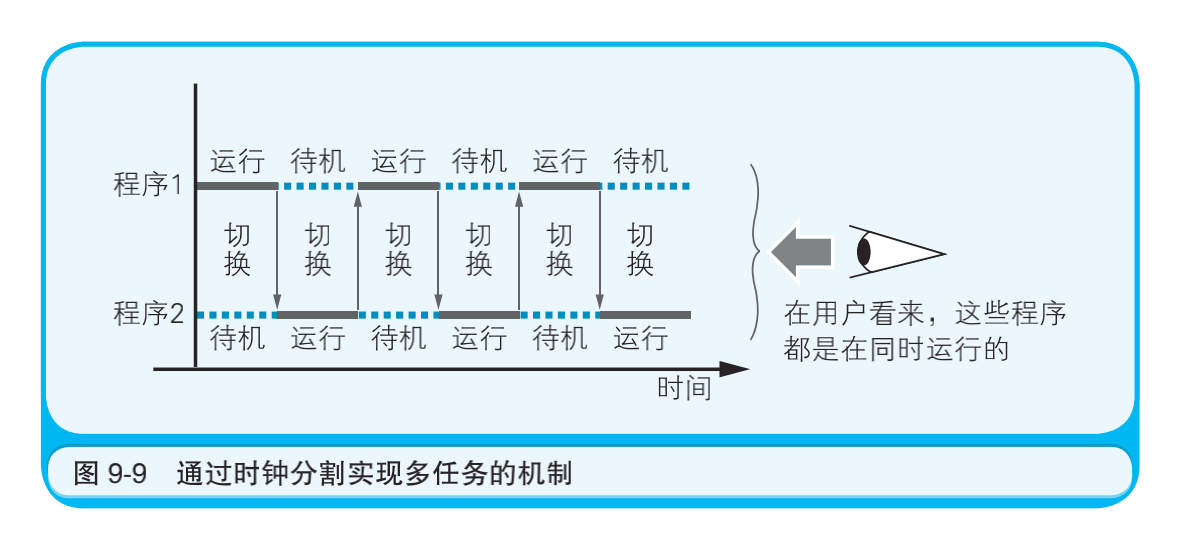 运行 待机 运行 待机 运行 待机
程序1
切换 切换 切换 切换 切换 切换
程序2
待机 运行 待机 运行 待机 运行
时间
在用户看来，这些程序
都是在同时运行的
图 9-9 通过时钟分割实现多任务的机制